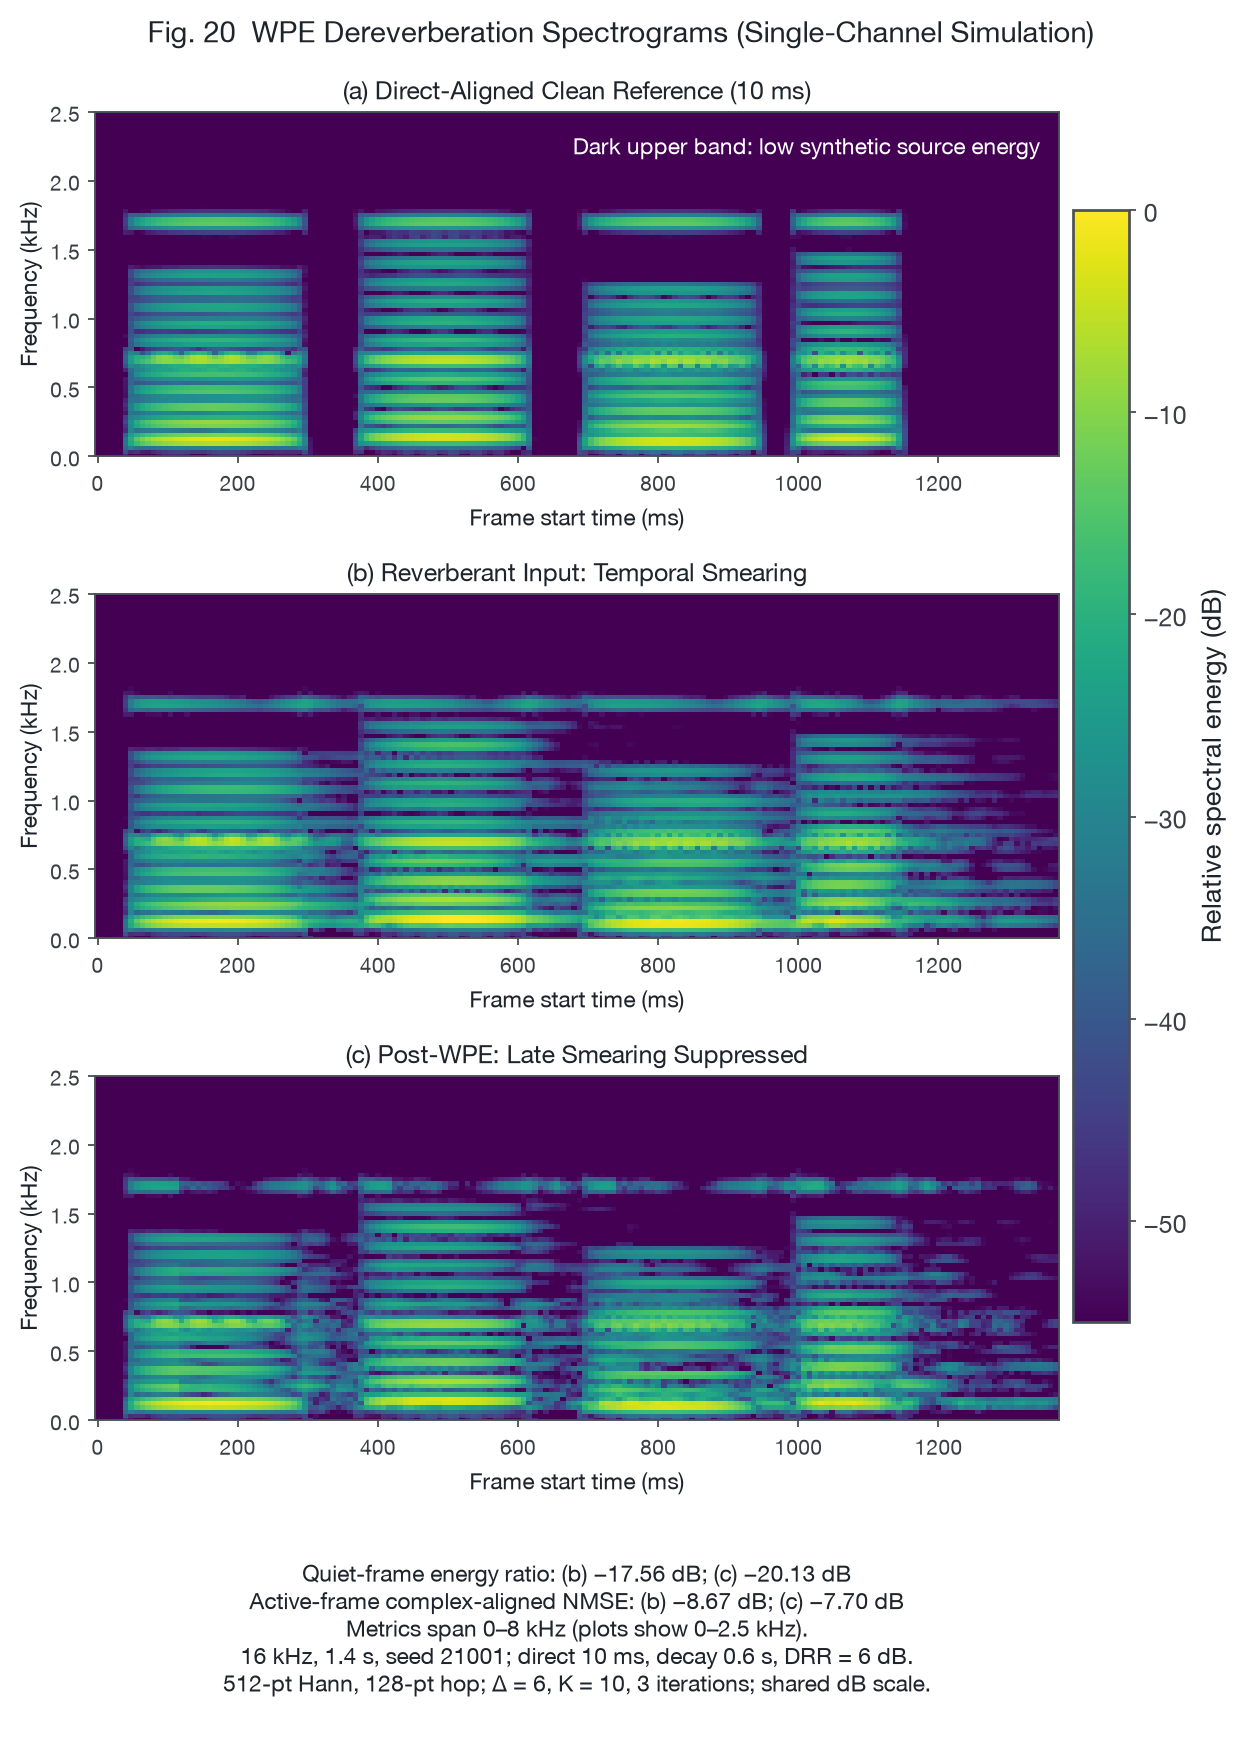 Fig. 20 WPE Dereverberation Spectrograms (Single-Channel Simulation)
(a) Direct-Aligned Clean Reference (10 ms)
Dark upper band: low synthetic source energy
2.5
2.0
1.5
1.0
0.5
0.0
Frequency (kHz)
0 200 400 600 800 1000 1200
Frame start time (ms)
(b) Reverberant Input: Temporal Smearing
2.5
2.0
1.5
1.0
0.5
0.0
Frequency (kHz)
0 200 400 600 800 1000 1200
Frame start time (ms)
(c) Post-WPE: Late Smearing Suppressed
2.5
2.0
1.5
1.0
0.5
0.0
Frequency (kHz)
0 200 400 600 800 1000 1200
Frame start time (ms)
0
−10
−20
−30
−40
−50
Relative spectral energy (dB)
Quiet-frame energy ratio: (b) −17.56 dB; (c) −20.13 dB
Active-frame complex-aligned NMSE: (b) −8.67 dB; (c) −7.70 dB
Metrics span 0–8 kHz (plots show 0–2.5 kHz).
16 kHz, 1.4 s, seed 21001; direct 10 ms, decay 0.6 s, DRR = 6 dB.
512-pt Hann, 128-pt hop; Δ = 6, K = 10, 3 iterations; shared dB scale.